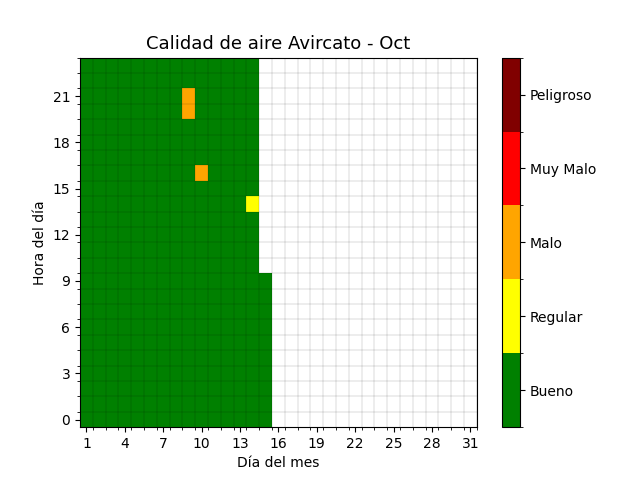 Calidad de aire Avircato - Oct
Hora del día
21
18
15
12
9
6
3
0
1 4 7 10 13 16 19 22 25 28 31
Día del mes
Peligroso
Muy Malo
Malo
Regular
Bueno